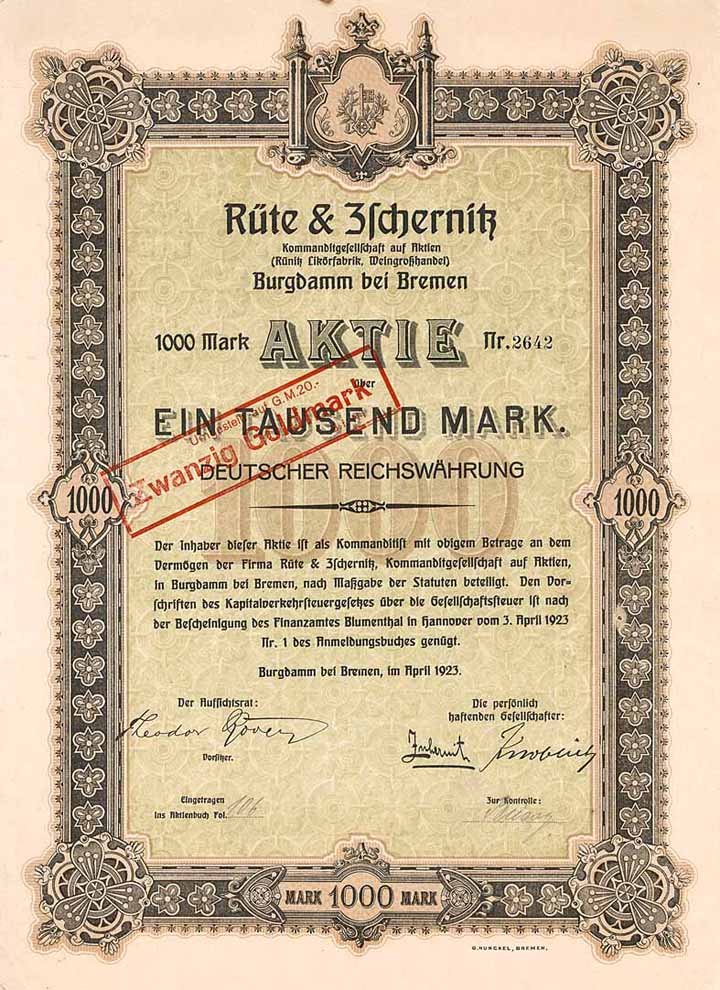 Rüte & Zschernitz
Kommanditgesellschaft auf Aktien
(Rünitz Likörfabrik, Weingroßhandel)
Burgdamm bei Bremen
1000 Mark AKTIE Nr. 2642
über
EIN TAUSEND MARK.
Umgestellt auf G.M.20.-
Zwanzig Goldmark
DEUTSCHER REICHSWÄHRUNG
1000
1000 1000
Der Inhaber dieser Aktie ist als Kommanditist mit obigem Betrage an dem
Vermögen der Firma Rüte & Zschernitz, Kommanditgesellschaft auf Aktien,
in Burgdamm bei Bremen, nach Maßgabe der Statuten beteiligt. Den Vor-
schriften des Kapitalverkehrsteuergesetzes über die Gesellschaftsteuer ist nach
der Bescheinigung des Finanzamtes Blumenthal in Hannover vom 3. April 1923
Nr. 1 des Anmeldungsbuches genügt.
Burgdamm bei Bremen, im April 1923.
Der Aufsichtsrat:
Theodor
Vorsitzer.
Die persönlich
haftenden Gesellschafter:
Eingetragen
ins Aktienbuch Fol. 106
Zur Kontrolle:
MARK 1000 MARK
G. HUNCKEL, BREMEN.